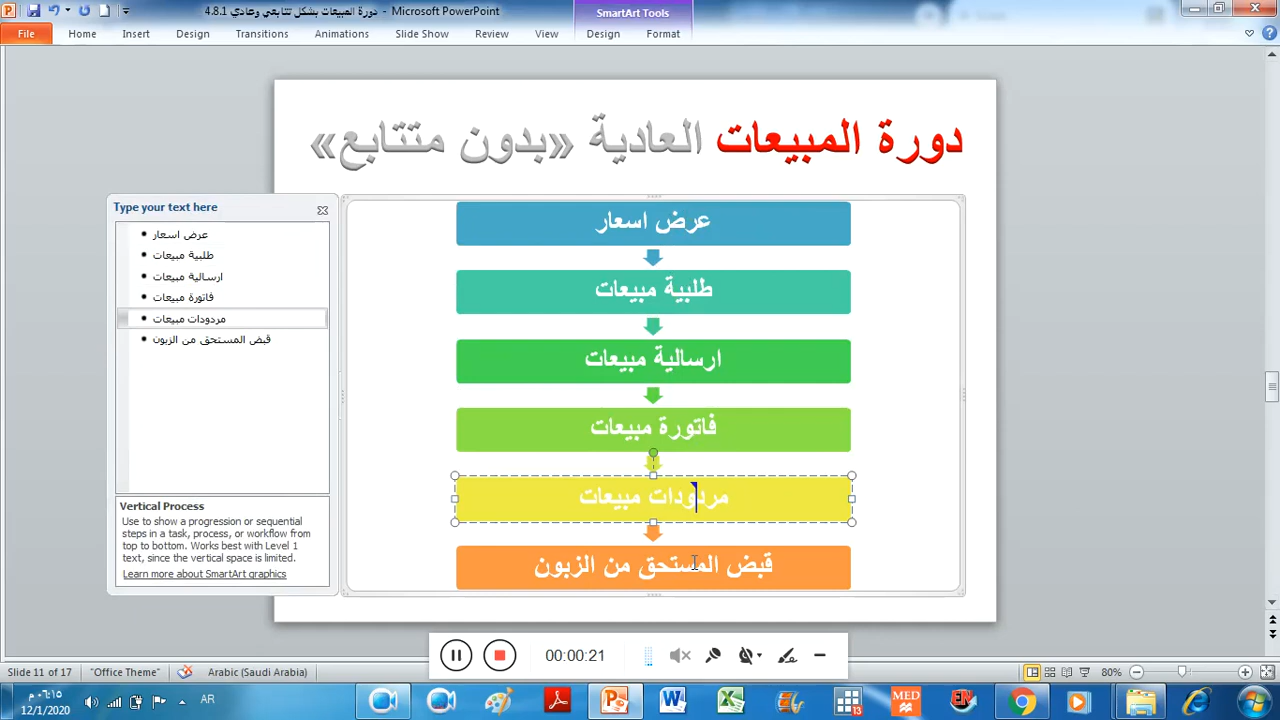 دورة المبيعات بشكل تتابعي وعادي 4.8.1 - Microsoft PowerPoint
SmartArt Tools
File Home Insert Design Transitions Animations Slide Show Review View Design Format
دورة المبيعات العادية «بدون متتابع»
Type your text here
عرض اسعار
طلبية مبيعات
ارسالية مبيعات
فاتورة مبيعات
مردودات مبيعات
قبض المستحق من الزبون
Vertical Process
Use to show a progression or sequential
steps in a task, process, or workflow from
top to bottom. Works best with Level 1
text, since the vertical space is limited.
Learn more about SmartArt graphics
عرض اسعار
طلبية مبيعات
ارسالية مبيعات
فاتورة مبيعات
مردودات مبيعات
قبض المستحق من الزبون
00:00:21
Slide 11 of 17 "Office Theme" Arabic (Saudi Arabia) 80%
٠٦:١٥ م
12/1/2020
AR
MED
13